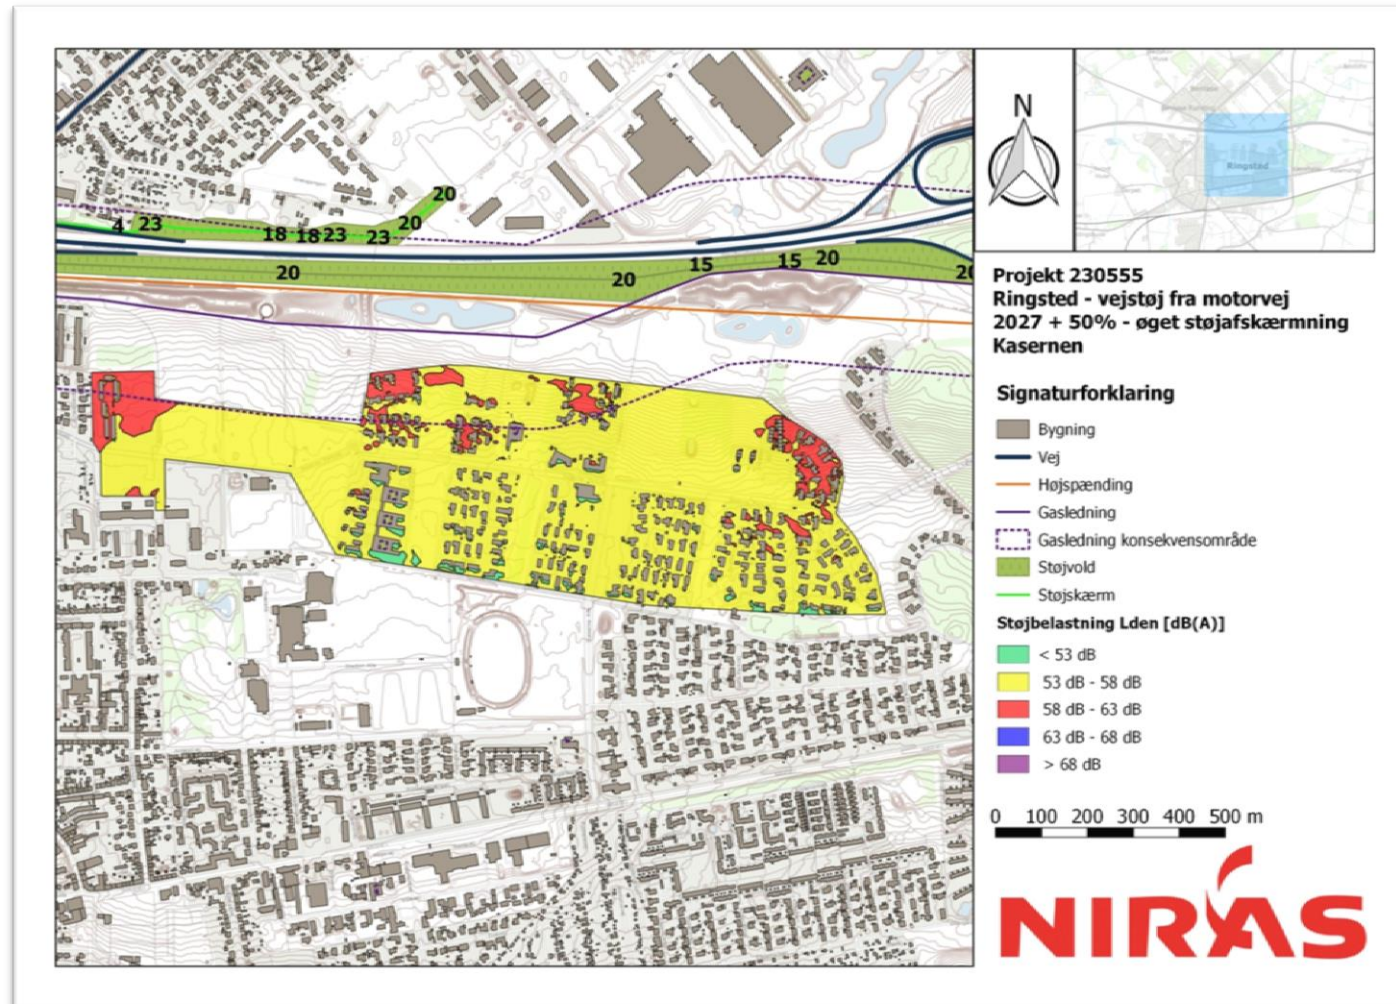 20
20
4 23 18 18 23 23
20 20 15 15 20
N
Ringsted
Projekt 230555
Ringsted - vejstøj fra motorvej
2027 + 50% - øget støjafskærmning
Kasernen
Signaturforklaring
Bygning
Vej
Højspænding
Gasledning
Gasledning konsekvensområde
Støjvold
Støjskærm
Støjbelastning Lden [dB(A)]
< 53 dB
53 dB - 58 dB
58 dB - 63 dB
63 dB - 68 dB
> 68 dB
0 100 200 300 400 500 m
NIRAS